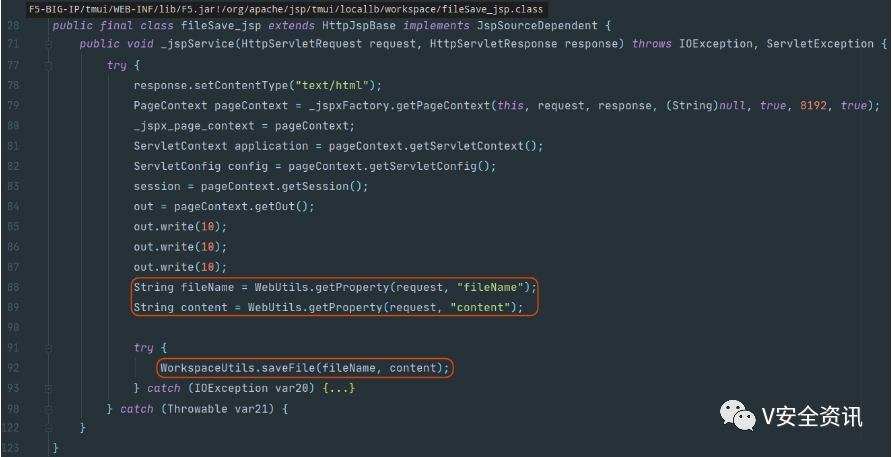 F5-BIG-IP/tmui/WEB-INF/lib/F5.jar!/org/apache/jsp/tmui/locallb/workspace/fileSave_jsp.class
28 public final class fileSave_jsp extends HttpJspBase implements JspSourceDependent {
71 public void _jspService(HttpServletRequest request, HttpServletResponse response) throws IOException, ServletException {
77 try {
78 response.setContentType("text/html");
79 PageContext pageContext = _jspxFactory.getPageContext(this, request, response, (String)null, true, 8192, true);
80 _jspx_page_context = pageContext;
81 ServletContext application = pageContext.getServletContext();
82 ServletConfig config = pageContext.getServletConfig();
83 session = pageContext.getSession();
84 out = pageContext.getOut();
85 out.write(10);
86 out.write(10);
87 out.write(10);
88 String fileName = WebUtils.getProperty(request, "fileName");
89 String content = WebUtils.getProperty(request, "content");
90
91 try {
92 WorkspaceUtils.saveFile(fileName, content);
93 } catch (IOException var20) {...}
98 } catch (Throwable var21) {
122 }
123 }
V安全资讯